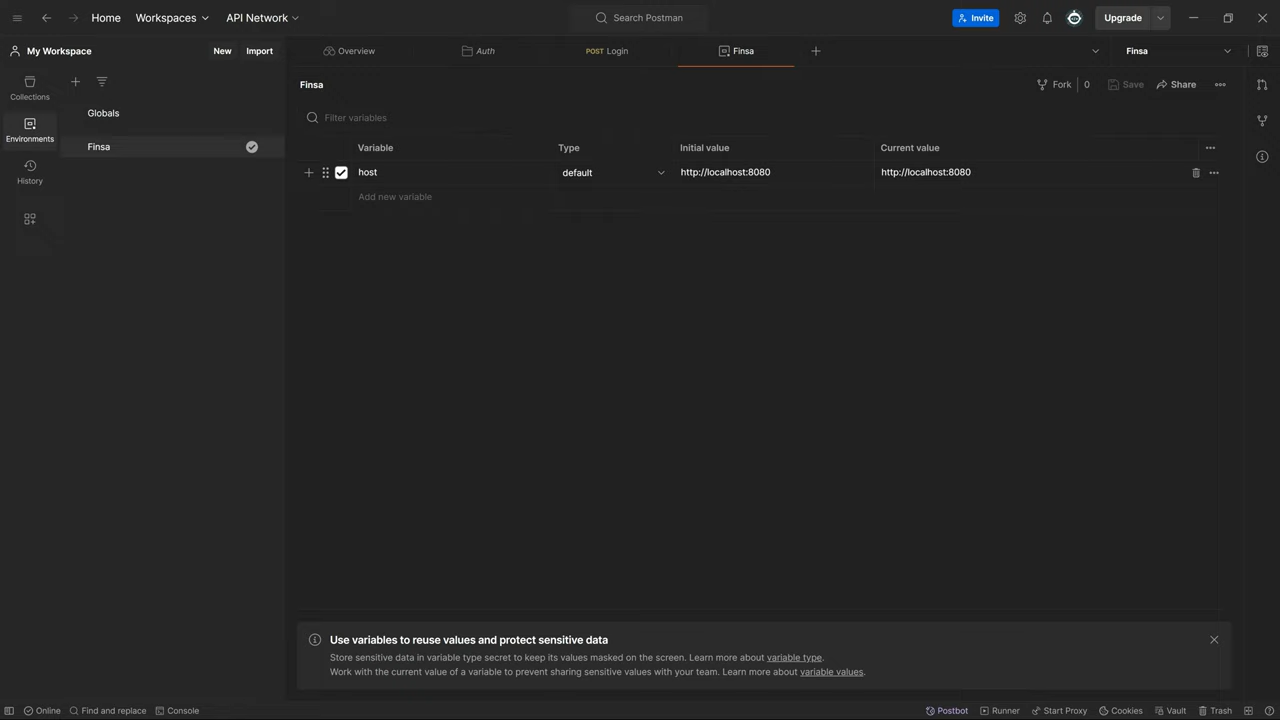 Home Workspaces API Network Search Postman Invite Upgrade
My Workspace New Import Overview Auth POST Login Finsa Finsa
Collections
Environments
History
Globals
Finsa
Finsa Fork 0 Save Share
Filter variables
Variable Type Initial value Current value
host default http://localhost:8080 http://localhost:8080
Add new variable
Use variables to reuse values and protect sensitive data
Store sensitive data in variable type secret to keep its values masked on the screen. Learn more about variable type.
Work with the current value of a variable to prevent sharing sensitive values with your team. Learn more about variable values.
Online Find and replace Console Postbot Runner Start Proxy Cookies Vault Trash